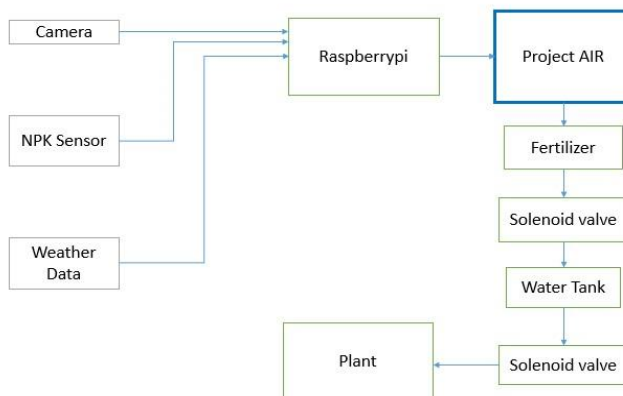 Camera
Raspberrypi
Project AIR
NPK Sensor
Fertilizer
Solenoid valve
Weather
Data
Water Tank
Plant
Solenoid valve